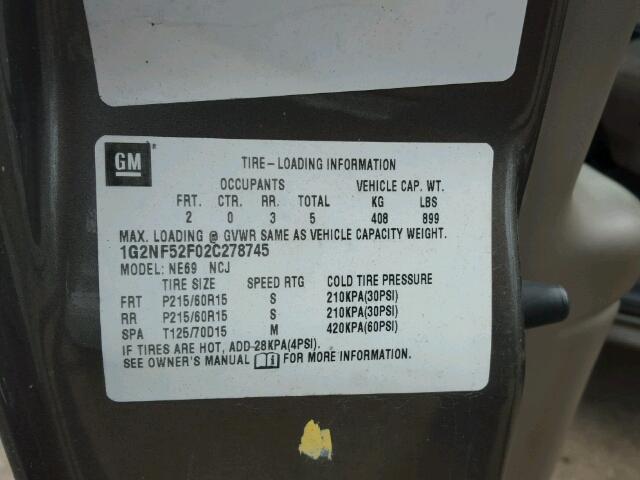 GM
TIRE-LOADING INFORMATION
OCCUPANTS VEHICLE CAP. WT.
FRT. CTR. RR. TOTAL KG LBS
2 0 3 5 408 899
MAX. LOADING @ GVWR SAME AS VEHICLE CAPACITY WEIGHT.
1G2NF52F02C278745
MODEL: NE69 NCJ
TIRE SIZE SPEED RTG COLD TIRE PRESSURE
FRT P215/60R15 S 210KPA(30PSI)
RR P215/60R15 S 210KPA(30PSI)
SPA T125/70D15 M 420KPA(60PSI)
IF TIRES ARE HOT, ADD 28KPA(4PSI).
SEE OWNER'S MANUAL FOR MORE INFORMATION.